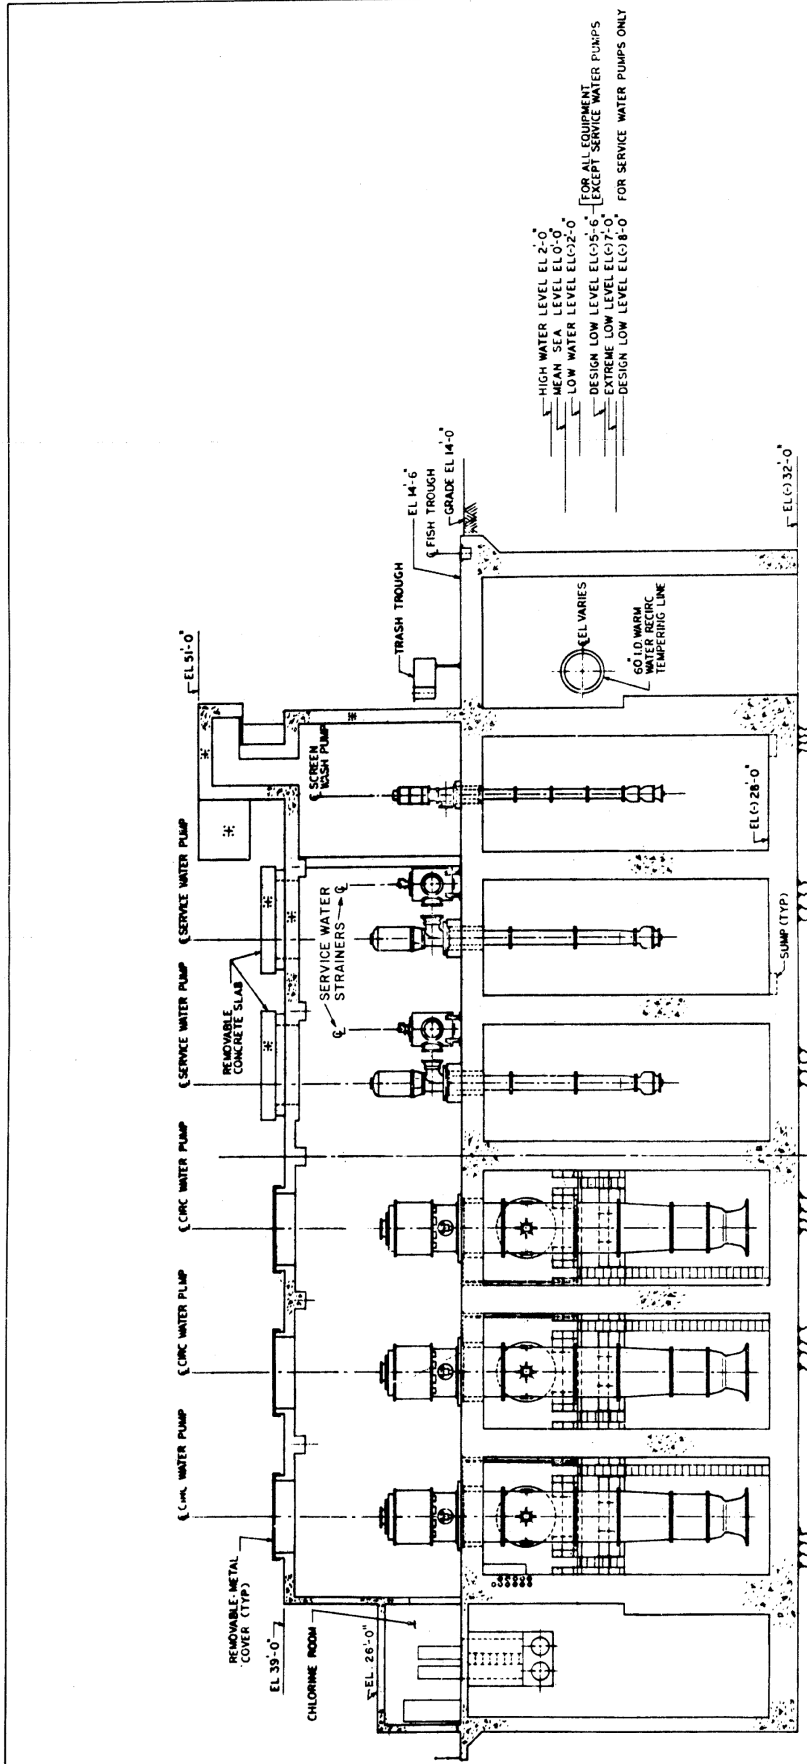 HIGH WATER LEVEL EL 2'-0"
MEAN SEA LEVEL EL 0'-0"
LOW WATER LEVEL EL(-)2'-0"
DESIGN LOW LEVEL EL(-)5'-6"
FOR ALL EQUIPMENT
EXCEPT SERVICE WATER PUMPS
EXTREME LOW LEVEL EL(-)7'-0"
DESIGN LOW LEVEL EL(-)8'-0" FOR SERVICE WATER PUMPS ONLY
EL 51'-0"
TRASH TROUGH
EL 14'-6"
℄ FISH TROUGH
GRADE EL 14'-0"
℄ EL VARIES
60" I.D. WARM
WATER RECIRC
TEMPERING LINE
EL(-)32'-0"
℄ SCREEN
WASH PUMP
EL(-)28'-0"
SUMP (TYP)
℄ SERVICE WATER PUMP
℄ SERVICE WATER PUMP
REMOVABLE
CONCRETE SLAB
SERVICE WATER
STRAINERS
℄
℄
℄ CIRC WATER PUMP
℄ CIRC WATER PUMP
℄ CIRC WATER PUMP
REMOVABLE-METAL
COVER (TYP)
EL 39'-0"
CHLORINE ROOM
EL. 26'-0"